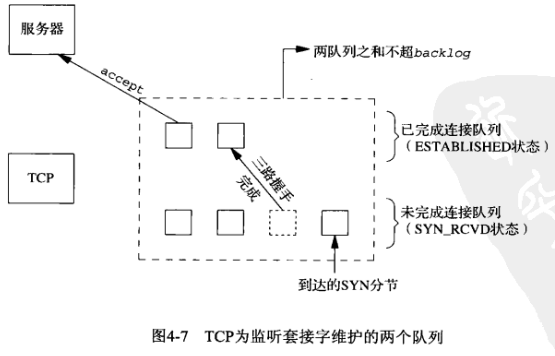 服务器
两队列之和不超backlog
accept
已完成连接队列
（ESTABLISHED状态）
三路握手
完成
TCP
未完成连接队列
（SYN_RCVD状态）
到达的SYN分节
图4-7 TCP为监听套接字维护的两个队列